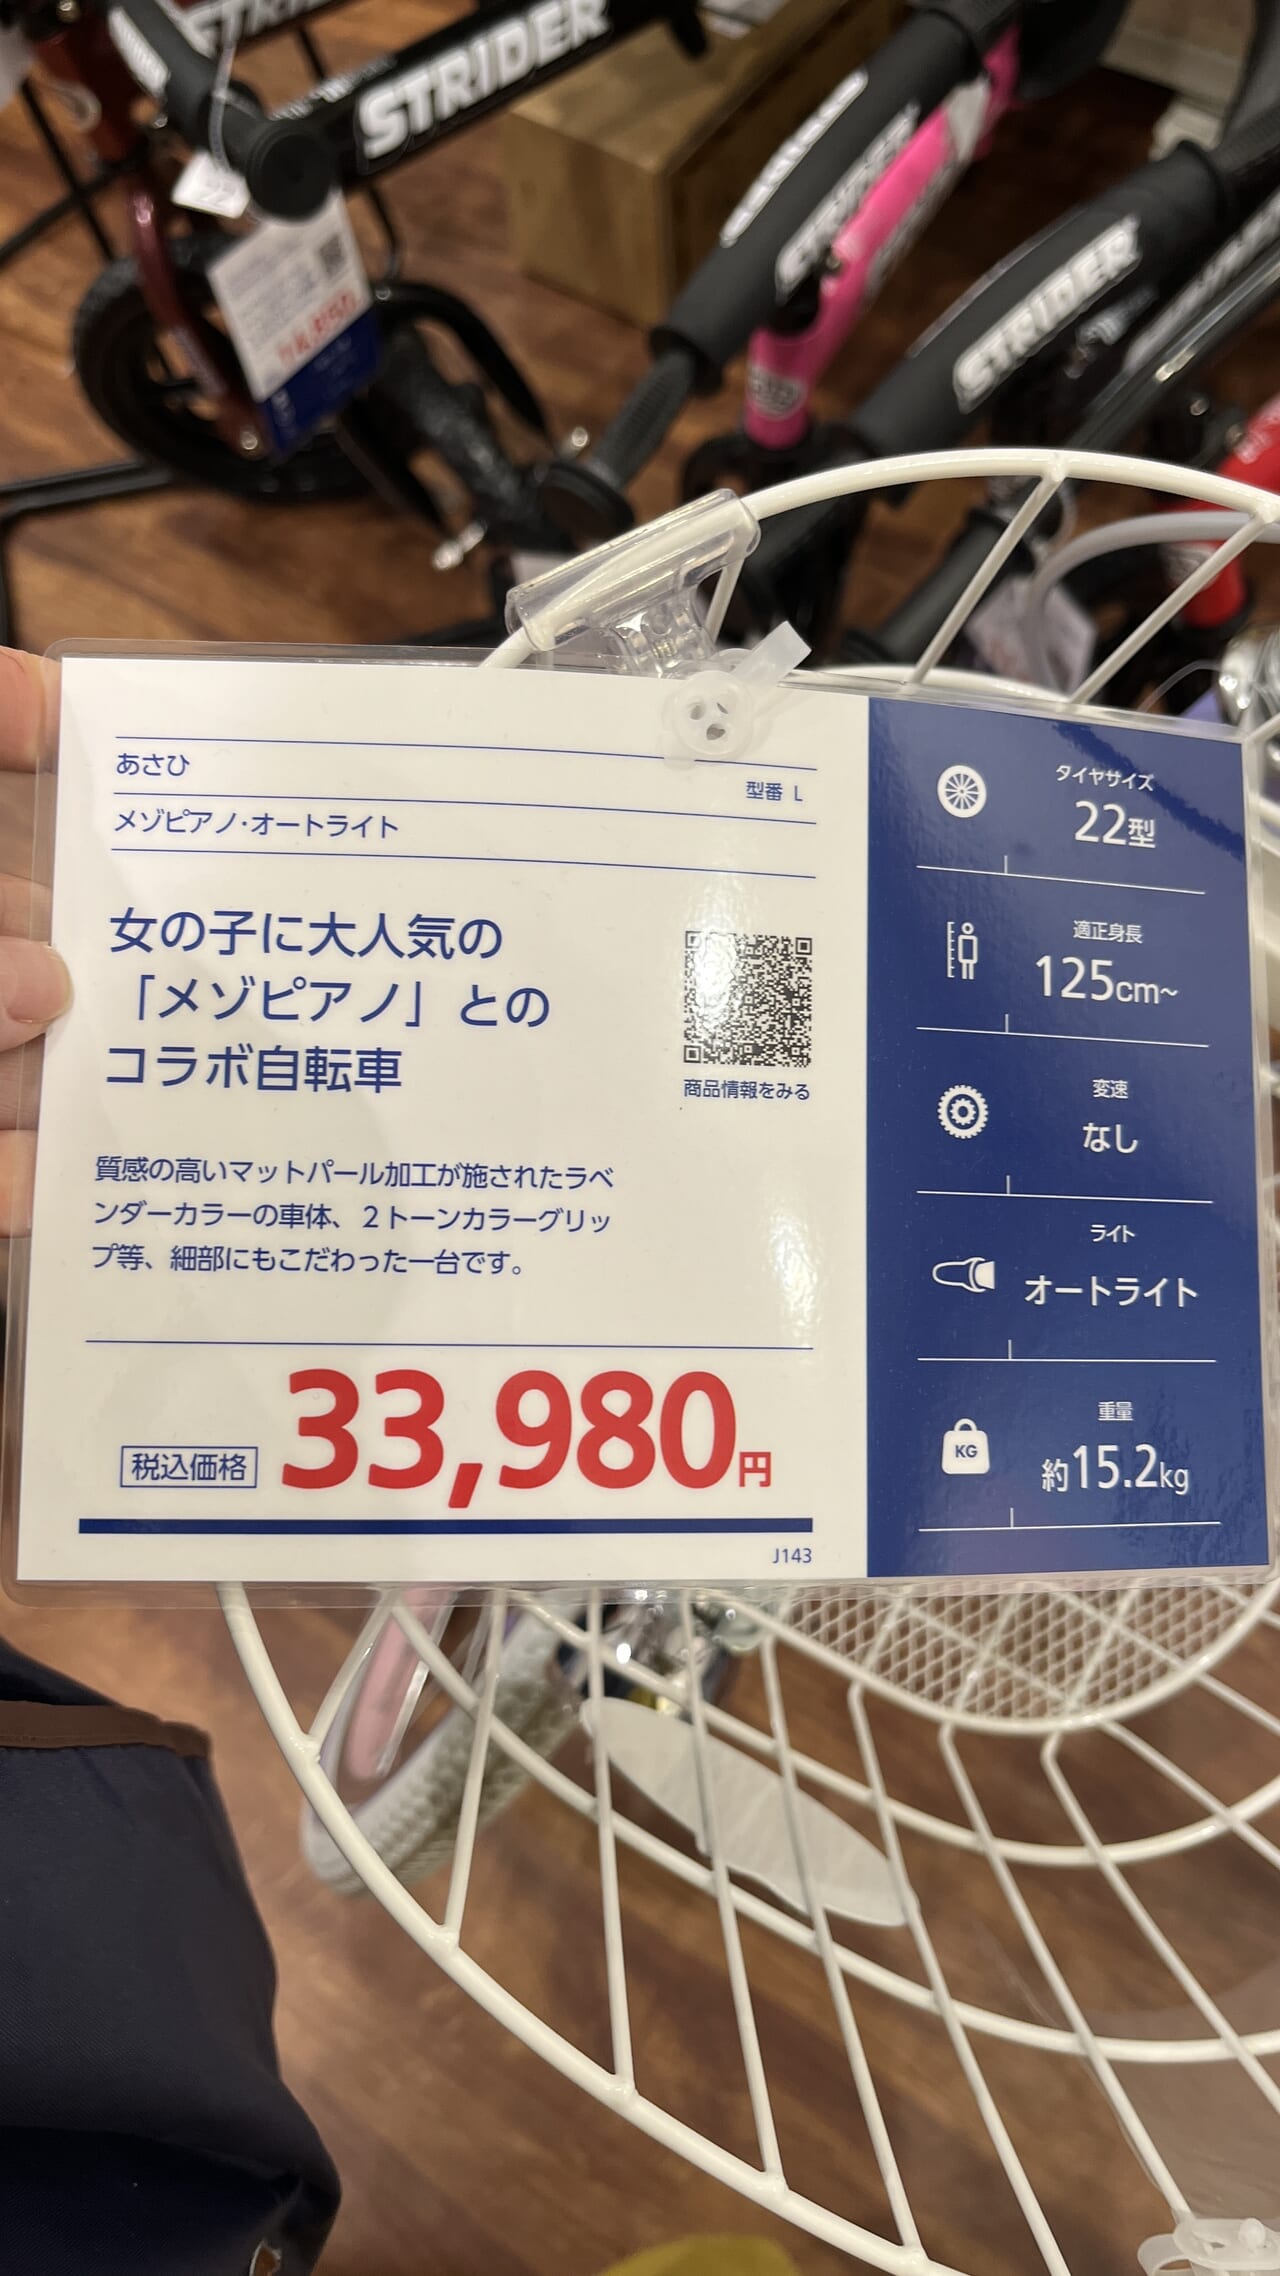 STRIDER
STRIDER
STRIDER
あさひ
型番 L
メゾピアノ・オートライト
女の子に大人気の
「メゾピアノ」との
コラボ自転車
商品情報をみる
質感の高いマットパール加工が施されたラベ
ンダーカラーの車体、２トーンカラーグリッ
プ等、細部にもこだわった一台です。
税込価格 33,980円
J143
タイヤサイズ
22型
適正身長
125cm~
変速
なし
ライト
オートライト
重量
KG
約15.2kg